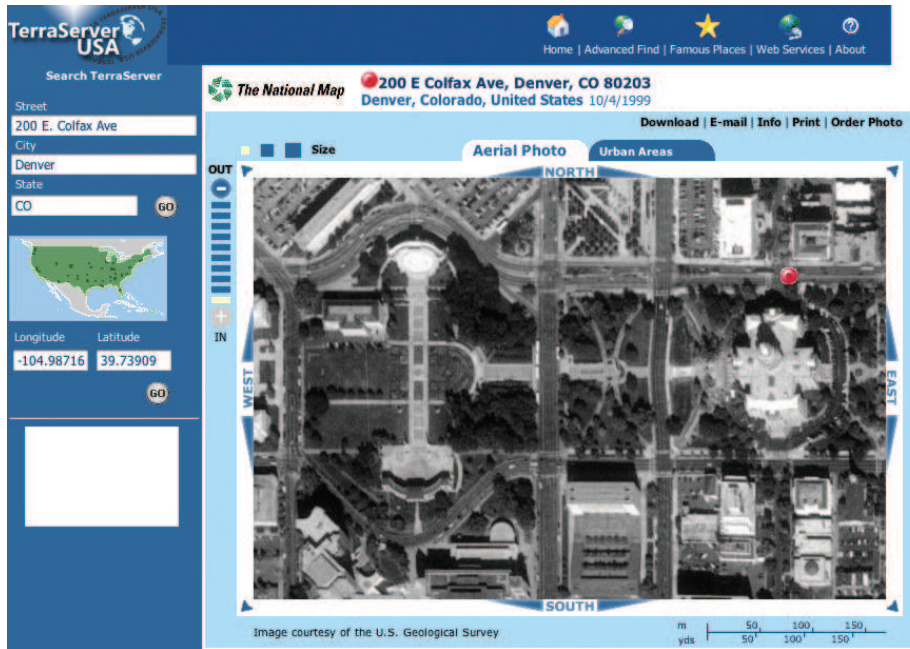 TerraServer
USA
Home | Advanced Find | Famous Places | Web Services | About
Search TerraServer
Street
200 E. Colfax Ave
City
Denver
State
CO
GO
Longitude Latitude
-104.98716 39.73909
GO
The National Map
200 E Colfax Ave, Denver, CO 80203
Denver, Colorado, United States 10/4/1999
Download | E-mail | Info | Print | Order Photo
Size
Aerial Photo
Urban Areas
OUT
IN
NORTH
WEST
EAST
SOUTH
Image courtesy of the U.S. Geological Survey
m 50 100 150
yds 50' 100' 150'